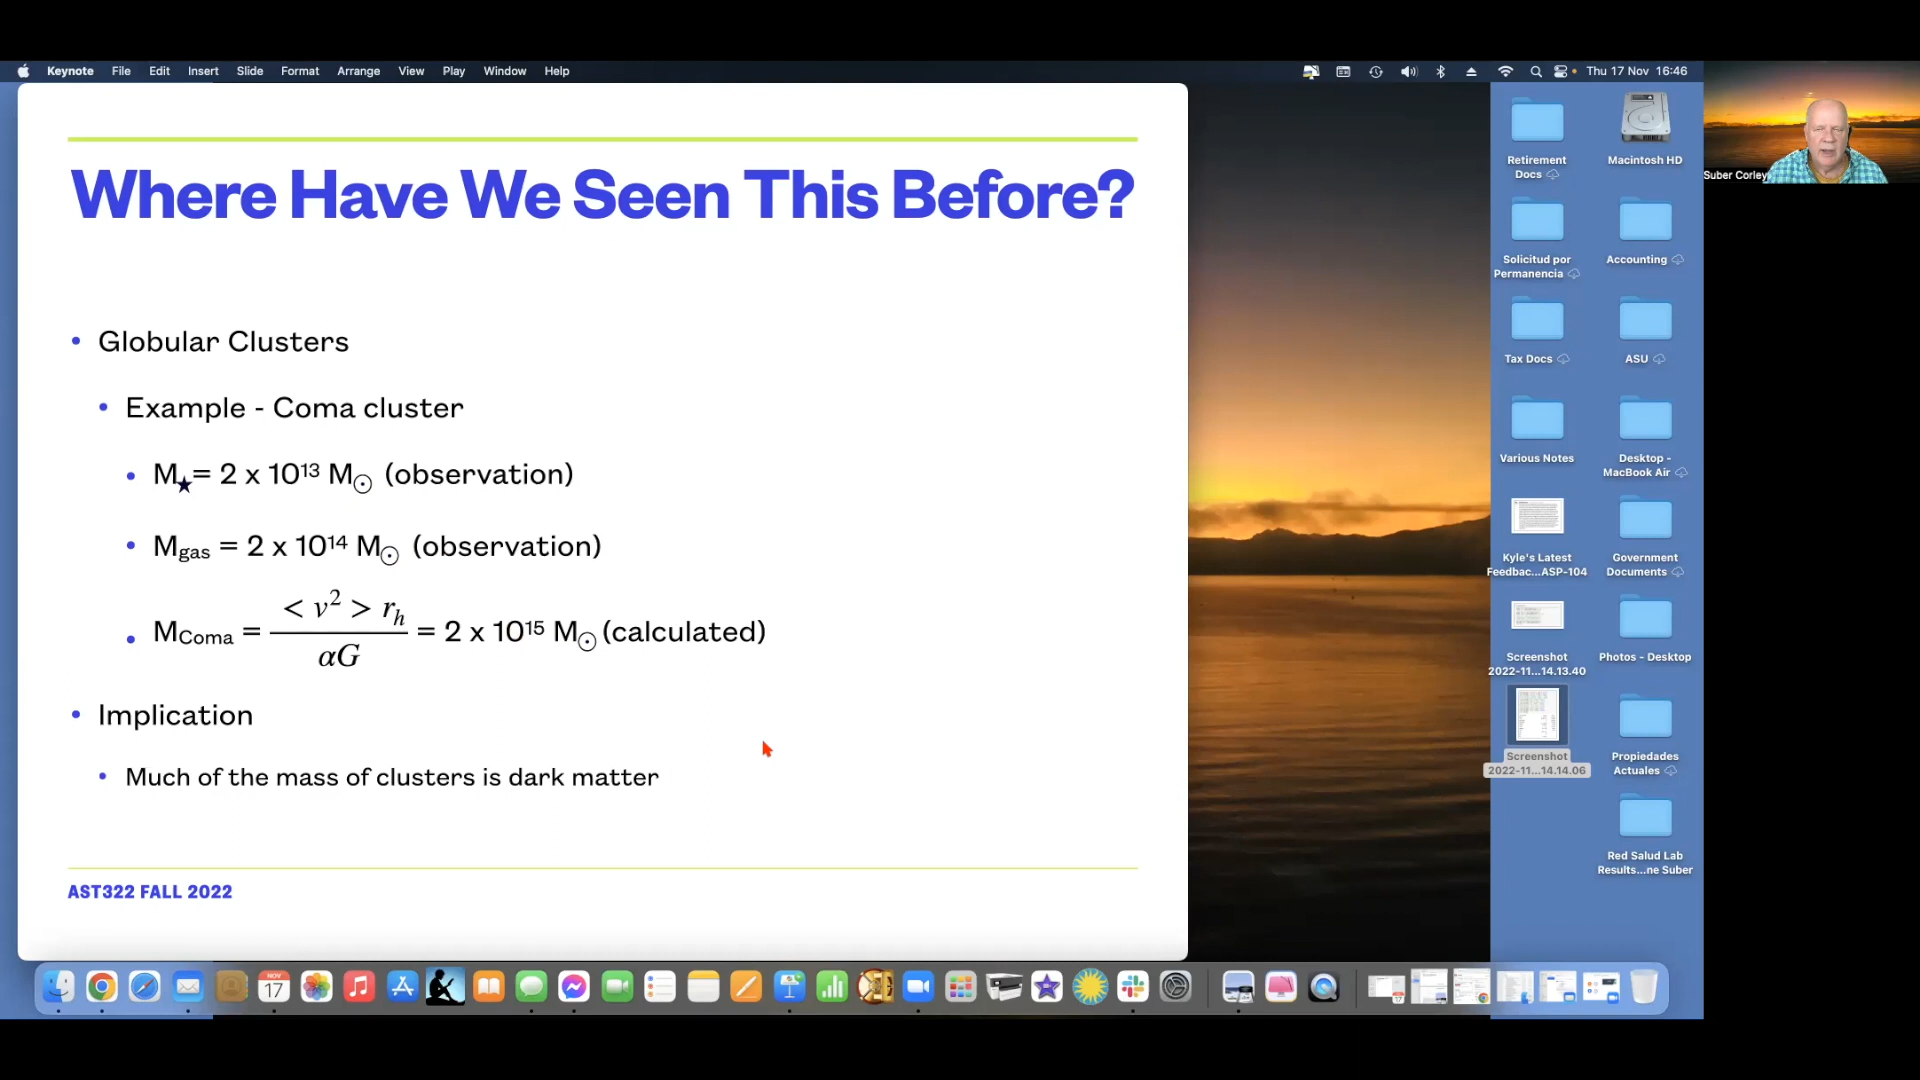 Keynote File Edit Insert Slide Format Arrange View Play Window Help
Thu 17 Nov 16:46
Where Have We Seen This Before?
• Globular Clusters
• Example - Coma cluster
• M★= 2 x 10¹³ M☉ (observation)
• Mgas = 2 x 10¹⁴ M☉ (observation)
• MComa = < v² > r_h / αG = 2 x 10¹⁵ M☉ (calculated)
• Implication
• Much of the mass of clusters is dark matter
AST322 FALL 2022
Retirement
Docs
Macintosh HD
Solicitud por
Permanencia
Accounting
Tax Docs
ASU
Various Notes
Desktop -
MacBook Air
Kyle's Latest
Feedbac...ASP-104
Government
Documents
Screenshot
2022-11...14.13.40
Photos - Desktop
Screenshot
2022-11...14.14.06
Propiedades
Actuales
Red Salud Lab
Results...ne Suber
Suber Corley
NOV
17